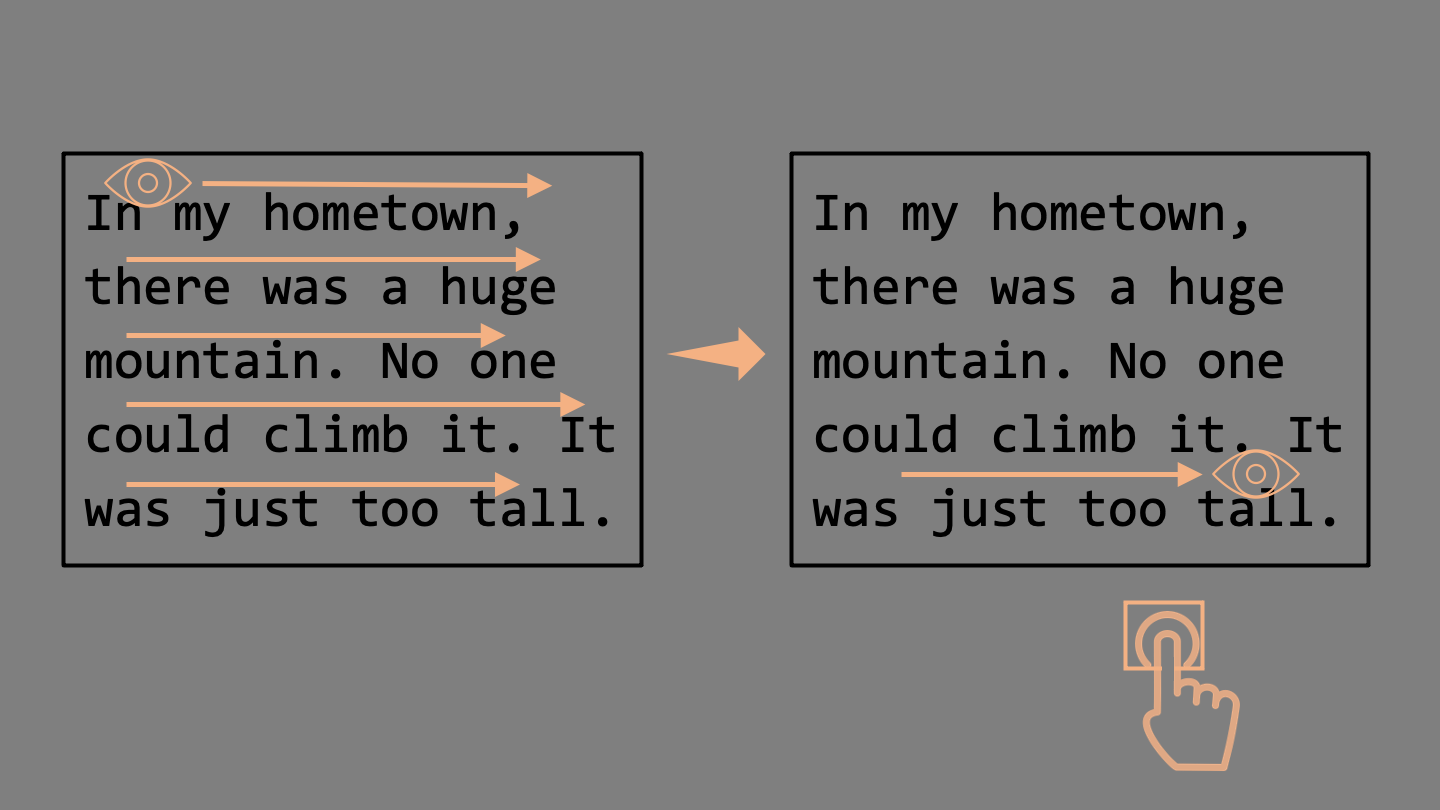 In my hometown,
there was a huge
mountain. No one
could climb it. It
was just too tall.
In my hometown,
there was a huge
mountain. No one
could climb it. It
was just too tall.